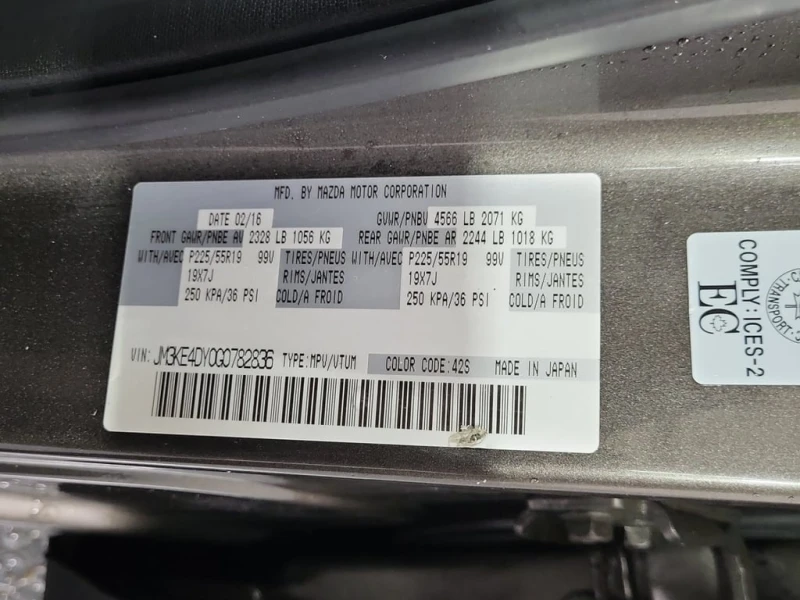 MFD. BY MAZDA MOTOR CORPORATION
DATE 02/16 GVWR/PNBV 4566 LB 2071 KG
FRONT GAWR/PNBE AV 2328 LB 1056 KG REAR GAWR/PNBE AR 2244 LB 1018 KG
WITH/AVEC P225/55R19 99V TIRES/PNEUS WITH/AVEC P225/55R19 99V TIRES/PNEUS
19X7J RIMS/JANTES 19X7J RIMS/JANTES
250 KPA/36 PSI COLD/A FROID 250 KPA/36 PSI COLD/A FROID
VIN: JM3KE4DY0G0782836 TYPE:MPV/VTUM COLOR CODE:42S MADE IN JAPAN
EC
COMPLY:ICES-2
TRANSPORT